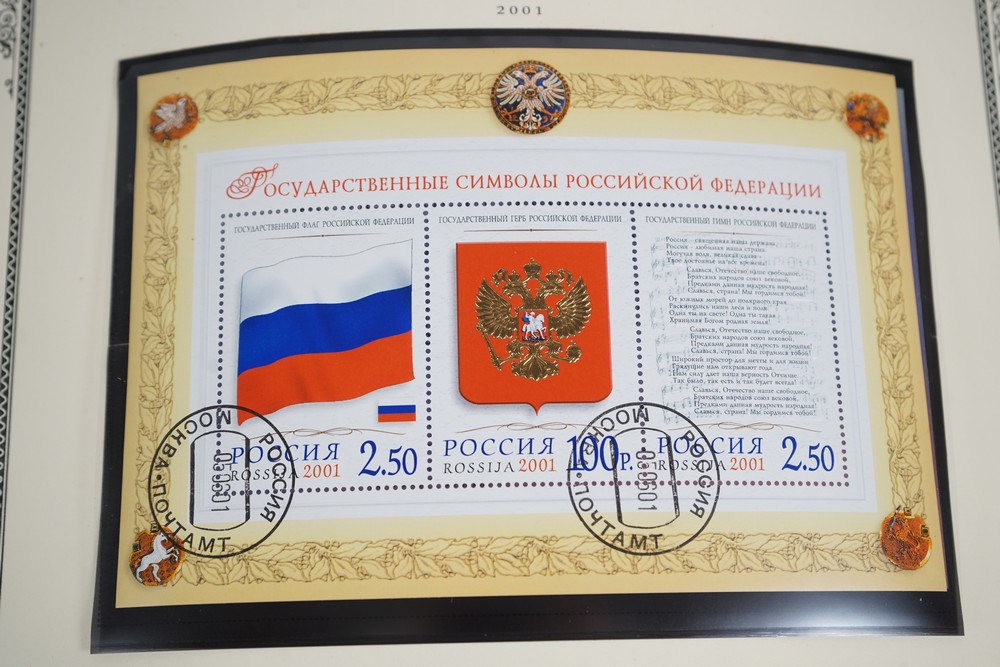 2001
Государственные символы Российской Федерации
ГОСУДАРСТВЕННЫЙ ФЛАГ РОССИЙСКОЙ ФЕДЕРАЦИИ
РОССИЯ
ROSSIJA 2001
2.50
ГОСУДАРСТВЕННЫЙ ГЕРБ РОССИЙСКОЙ ФЕДЕРАЦИИ
РОССИЯ
ROSSIJA 2001
100 Р.
ГОСУДАРСТВЕННЫЙ ГИМН РОССИЙСКОЙ ФЕДЕРАЦИИ
Россия - священная наша держава,
Россия - любимая наша страна.
Могучая воля, великая слава -
Твое достоянье на все времена!
Славься, Отечество наше свободное,
Братских народов союз вековой,
Предками данная мудрость народная!
Славься, страна! Мы гордимся тобой!
От южных морей до полярного края
Раскинулись наши леса и поля.
Одна ты на свете! Одна ты такая -
Хранимая Богом родная земля!
Славься, Отечество наше свободное,
Братских народов союз вековой,
Предками данная мудрость народная!
Славься, страна! Мы гордимся тобой!
Широкий простор для мечты и для жизни
Грядущие нам открывают года.
Нам силу дает наша верность Отчизне.
Так было, так есть и так будет всегда!
Славься, Отечество наше свободное,
Братских народов союз вековой,
Предками данная мудрость народная!
Славься, страна! Мы гордимся тобой!
РОССИЯ
ROSSIJA 2001
2.50
РОССИЯ
МОСКВА · ПОЧТАМТ
РОССИЯ
МОСКВА · ПОЧТАМТ